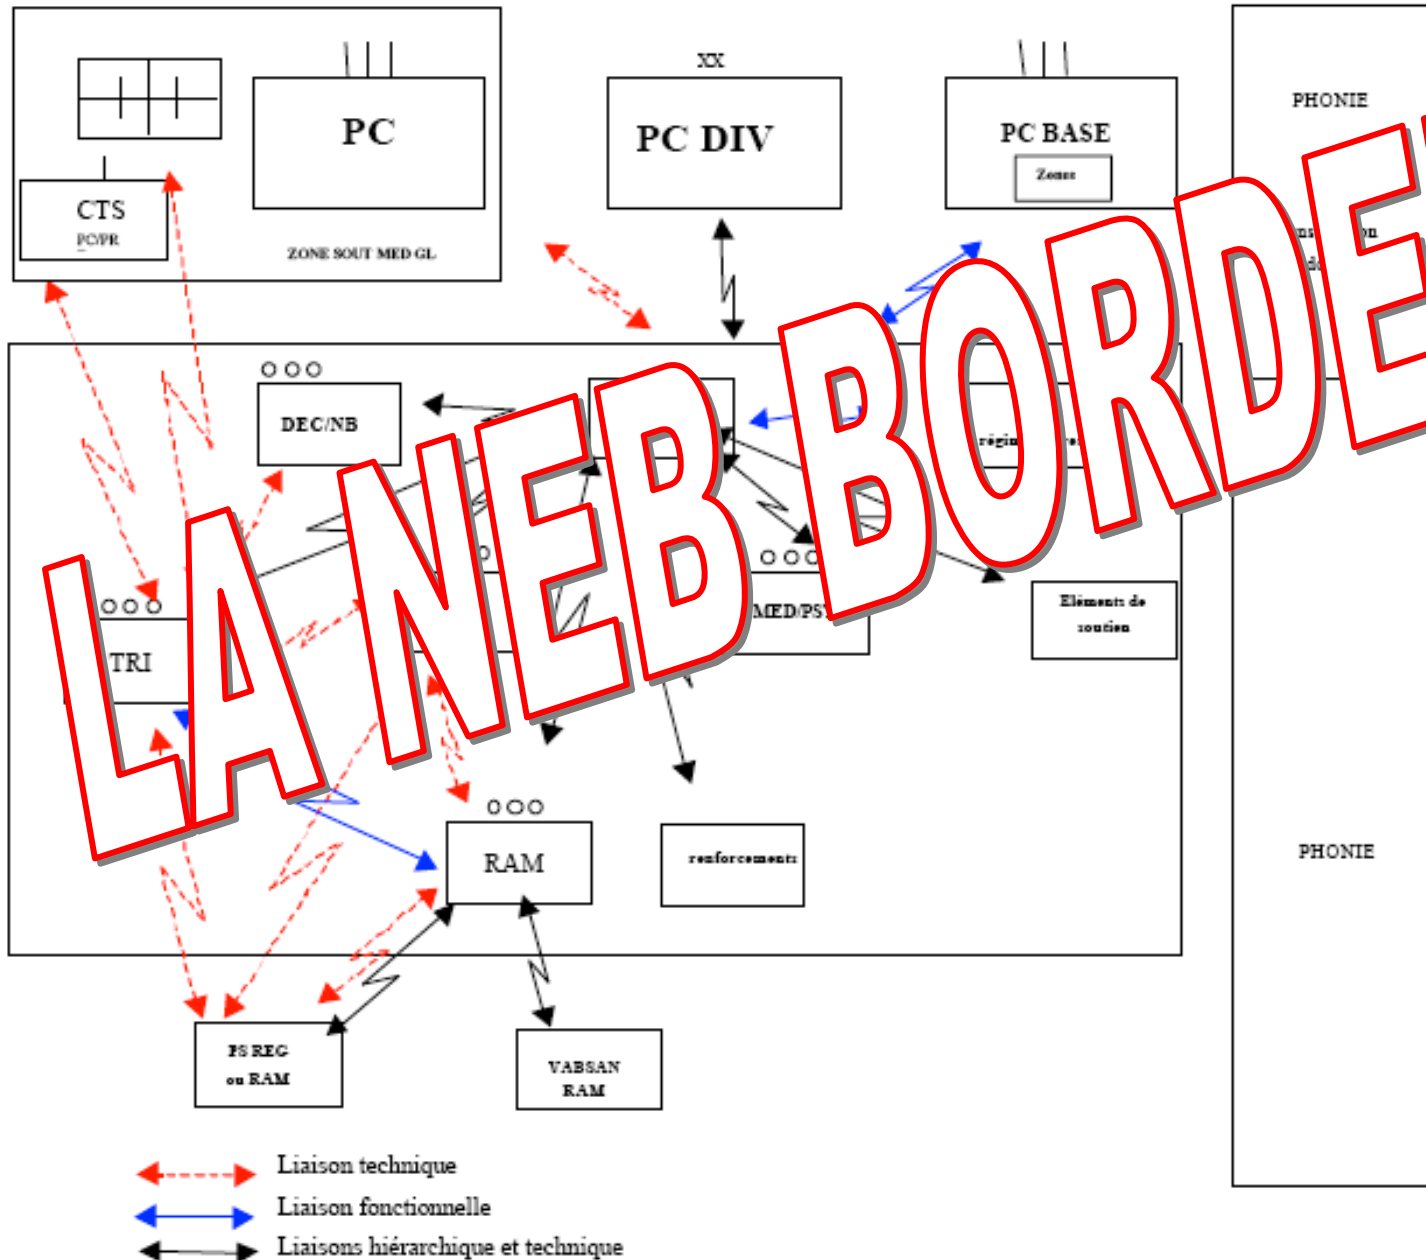 XX
PHONIE
PC
PC DIV
PC BASE
Zones
CTS
PC/PR
ZONE SOUT MED GL
DEC/NB
LA NEB BORDE
Eléments de
soutien
TRI
RAM
renforcements
PHONIE
PS REG
ou RAM
VABSAN
RAM
Liaison technique
Liaison fonctionnelle
Liaisons hiérarchique et technique